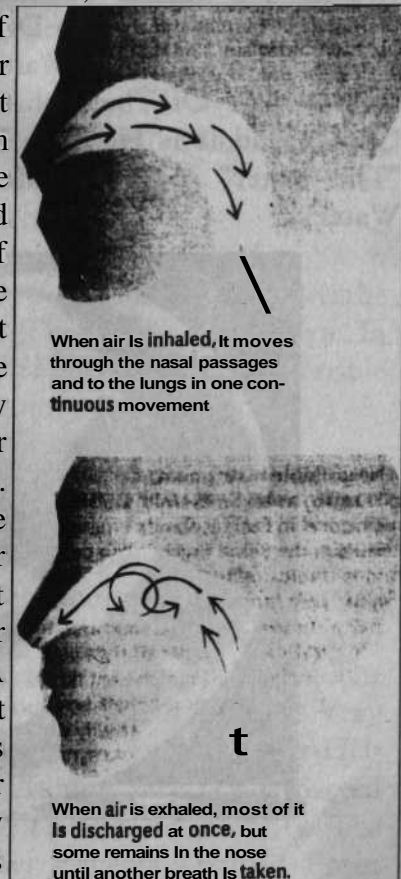 When air Is inhaled, It moves
through the nasal passages
and to the lungs in one con-
tinuous movement
t
When air is exhaled, most of it
Is discharged at once, but
some remains In the nose
until another breath Is taken.